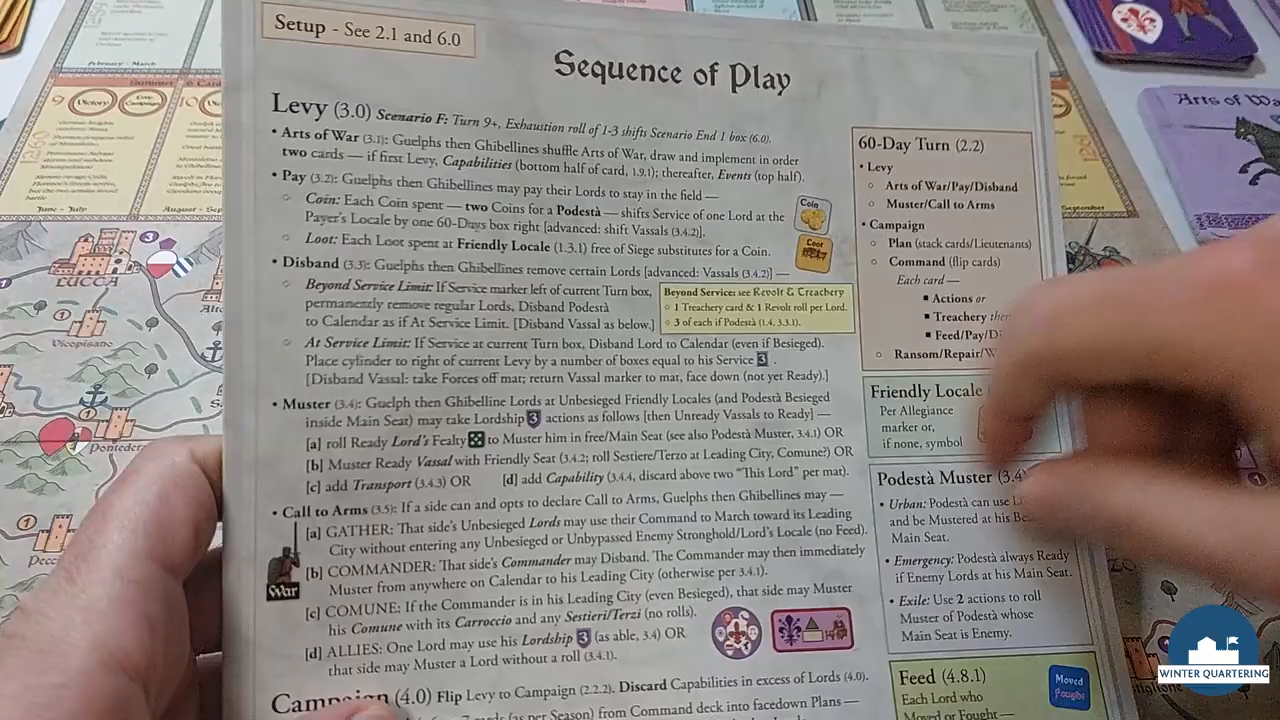 Setup - See 2.1 and 6.0
Sequence of Play
Levy (3.0) Scenario F: Turn 9+, Exhaustion roll of 1-3 shifts Scenario End 1 box (6.0).
• Arts of War (3.1): Guelphs then Ghibellines shuffle Arts of War, draw and implement in order
two cards — if first Levy, Capabilities (bottom half of card, 1.9.1); thereafter, Events (top half).
• Pay (3.2): Guelphs then Ghibellines may pay their Lords to stay in the field —
○ Coin: Each Coin spent — two Coins for a Podestà — shifts Service of one Lord at the
Payer's Locale by one 60-Days box right [advanced: shift Vassals (3.4.2)].
○ Loot: Each Loot spent at Friendly Locale (1.3.1) free of Siege substitutes for a Coin.
Coin
Loot
• Disband (3.3): Guelphs then Ghibellines remove certain Lords [advanced: Vassals (3.4.2)] —
○ Beyond Service Limit: If Service marker left of current Turn box,
permanently remove regular Lords, Disband Podestà
to Calendar as if At Service Limit. [Disband Vassal as below.]
Beyond Service: see Revolt & Treachery
○ 1 Treachery card & 1 Revolt roll per Lord.
○ 3 of each if Podestà (1.4, 3.3.1).
○ At Service Limit: If Service at current Turn box, Disband Lord to Calendar (even if Besieged).
Place cylinder to right of current Levy by a number of boxes equal to his Service 3 .
[Disband Vassal: take Forces off mat; return Vassal marker to mat, face down (not yet Ready).]
• Muster (3.4): Guelph then Ghibelline Lords at Unbesieged Friendly Locales (and Podestà Besieged
inside Main Seat) may take Lordship 3 actions as follows [then Unready Vassals to Ready] —
[a] roll Ready Lord's Fealty to Muster him in free/Main Seat (see also Podestà Muster, 3.4.1) OR
[b] Muster Ready Vassal with Friendly Seat (3.4.2; roll Sestiere/Terzo at Leading City, Comune?) OR
[c] add Transport (3.4.3) OR [d] add Capability (3.4.4, discard above two "This Lord" per mat).
• Call to Arms (3.5): If a side can and opts to declare Call to Arms, Guelphs then Ghibellines may —
[a] GATHER: That side's Unbesieged Lords may use their Command to March toward its Leading
City without entering any Unbesieged or Unbypassed Enemy Stronghold/Lord's Locale (no Feed).
[b] COMMANDER: That side's Commander may Disband. The Commander may then immediately
Muster from anywhere on Calendar to his Leading City (otherwise per 3.4.1).
[c] COMUNE: If the Commander is in his Leading City (even Besieged), that side may Muster
his Comune with its Carroccio and any Sestieri/Terzi (no rolls).
[d] ALLIES: One Lord may use his Lordship 3 (as able, 3.4) OR
that side may Muster a Lord without a roll (3.4.1).
War
Campaign (4.0) Flip Levy to Campaign (2.2.2). Discard Capabilities in excess of Lords (4.0).
(as per Season) from Command deck into facedown Plans —
60-Day Turn (2.2)
• Levy
○ Arts of War/Pay/Disband
○ Muster/Call to Arms
• Campaign
○ Plan (stack cards/Lieutenants)
○ Command (flip cards)
Each card —
■ Actions or
■ Treachery
■ Feed/Pay/
○ Ransom/Repair/
Friendly Locale
Per Allegiance
marker or,
if none, symbol
Podestà Muster
• Urban: Podestà can use
and be Mustered at his
Main Seat.
• Emergency: Podestà always Ready
if Enemy Lords at his Main Seat.
• Exile: Use 2 actions to roll
Muster of Podestà whose
Main Seat is Enemy.
Feed (4.8.1)
Each Lord who
Moved or Fought—
Moved
Fought
February - March
Summer
9
Victory
10
June - July
LUCCA
3
1
Vicopisano
1
1
Arts of
WINTER QUARTERING